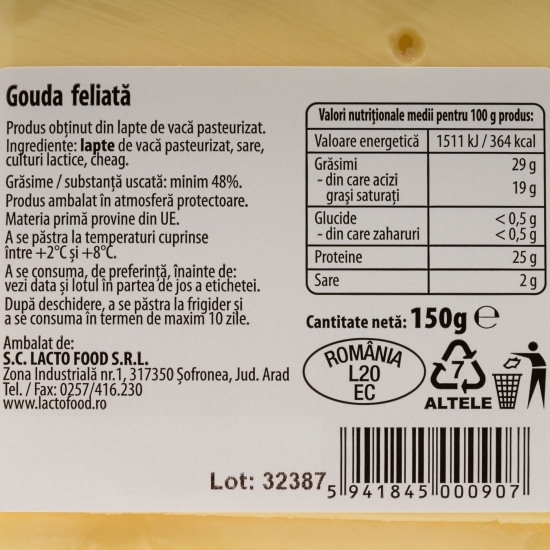 Gouda feliată
Produs obținut din lapte de vacă pasteurizat.
Ingrediente: lapte de vacă pasteurizat, sare,
culturi lactice, cheag.
Grăsime / substanță uscată: minim 48%.
Produs ambalat în atmosferă protectoare.
Materia primă provine din UE.
A se păstra la temperaturi cuprinse
între +2°C și +8°C.
A se consuma, de preferință, înainte de:
vezi data și lotul în partea de jos a etichetei.
După deschidere, a se păstra la frigider și
a se consuma în termen de maxim 10 zile.
Ambalat de:
S.C. LACTO FOOD S.R.L.
Zona Industrială nr.1, 317350 Șofronea, Jud. Arad
Tel. / Fax: 0257/416.230
www.lactofood.ro
Valori nutriționale medii pentru 100 g produs:
Valoare energetică 1511 kJ / 364 kcal
Grăsimi 29 g
- din care acizi
grași saturați 19 g
Glucide < 0,5 g
- din care zaharuri < 0,5 g
Proteine 25 g
Sare 2 g
Cantitate netă: 150g ℮
ROMÂNIA
L20
EC
7
ALTELE
Lot: 32387
5 941845 000907